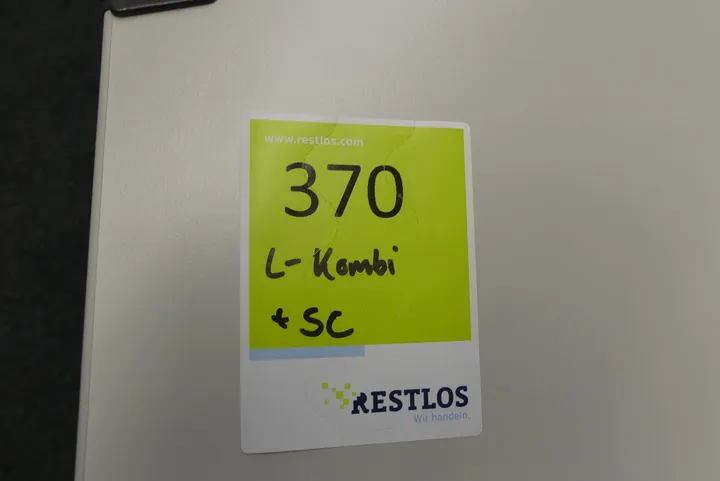 www.restlos.com
370
L- Kombi
+ SC
RESTLOS
Wir handeln.